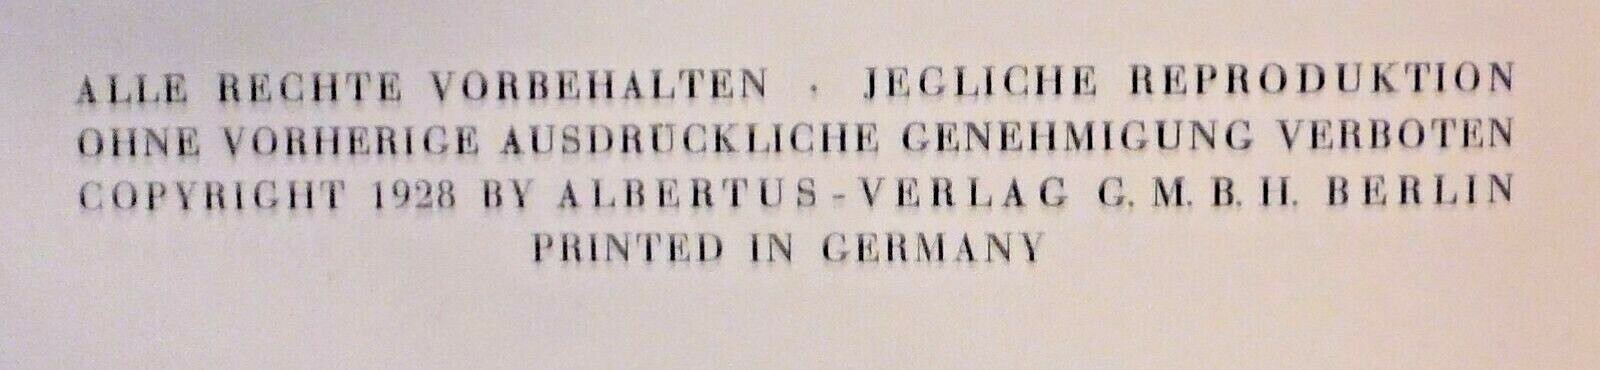 ALLE RECHTE VORBEHALTEN · JEGLICHE REPRODUKTION
OHNE VORHERIGE AUSDRÜCKLICHE GENEHMIGUNG VERBOTEN
COPYRIGHT 1928 BY ALBERTUS-VERLAG G. M. B. H. BERLIN
PRINTED IN GERMANY